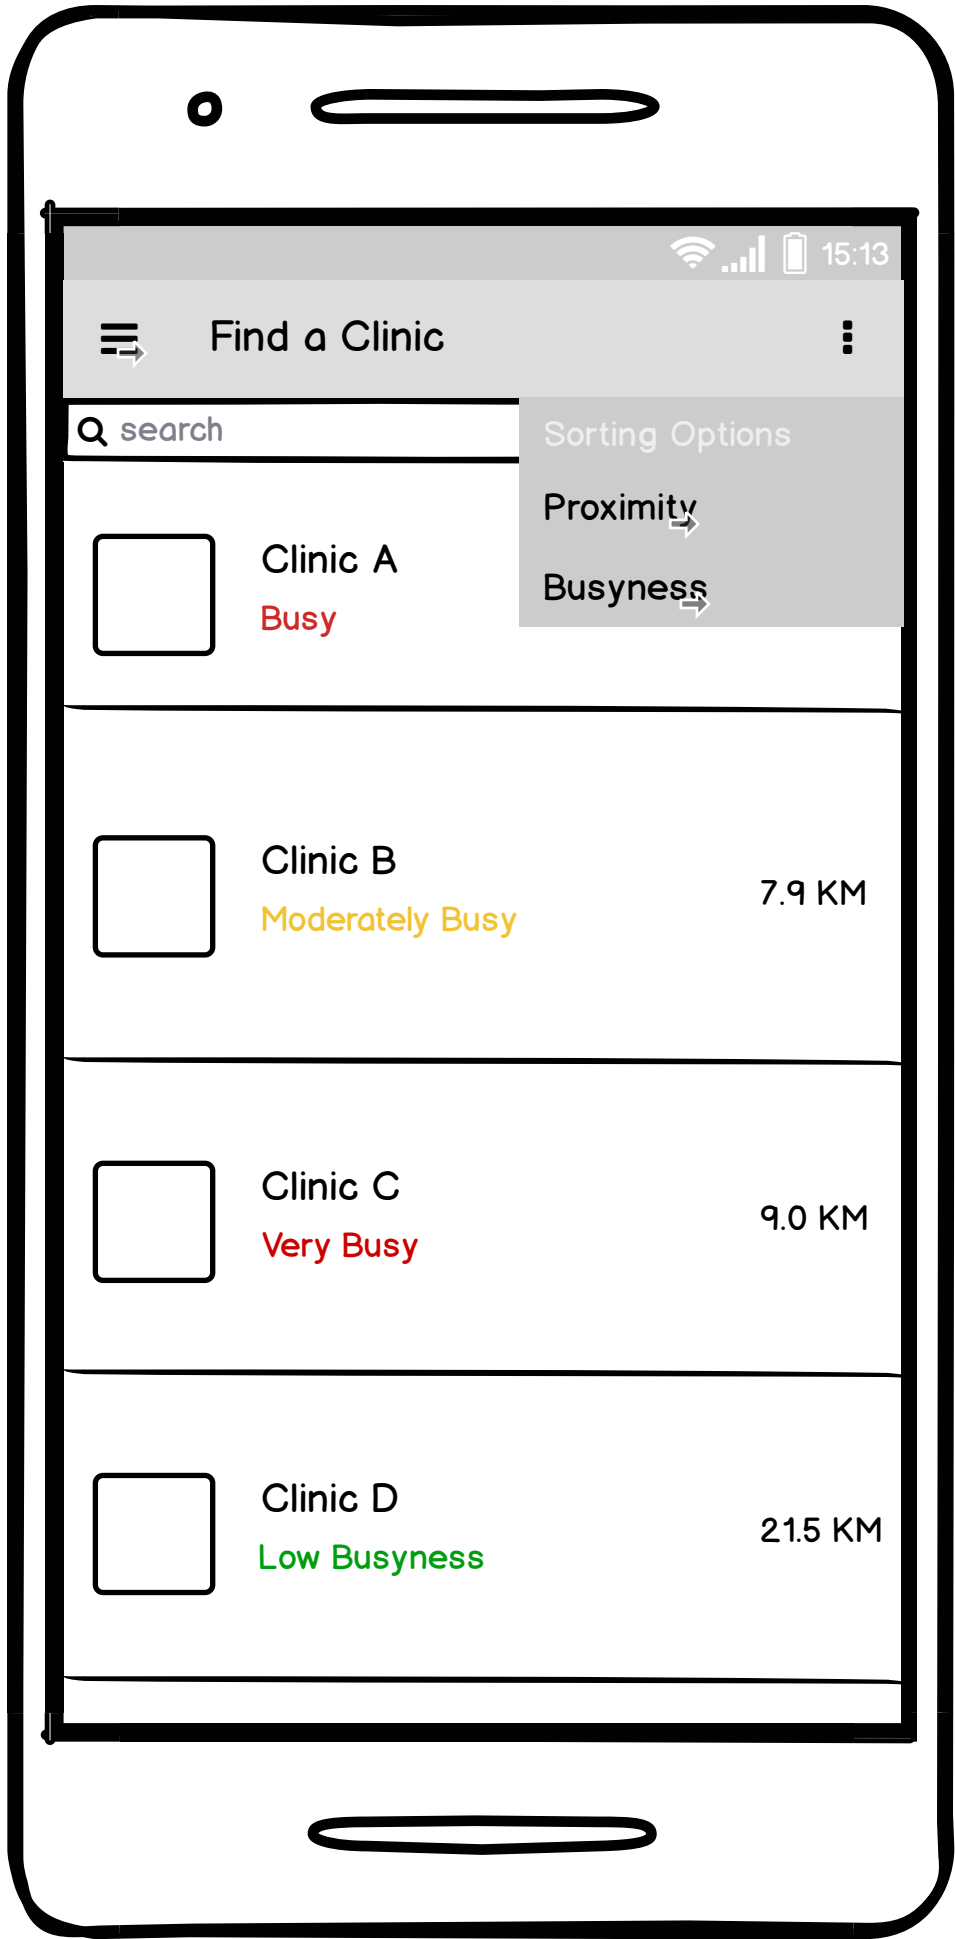 15:13
Find a Clinic
search
Sorting Options
Proximity
Busyness
Clinic A
Busy
Clinic B
Moderately Busy
7.9 KM
Clinic C
Very Busy
9.0 KM
Clinic D
Low Busyness
21.5 KM